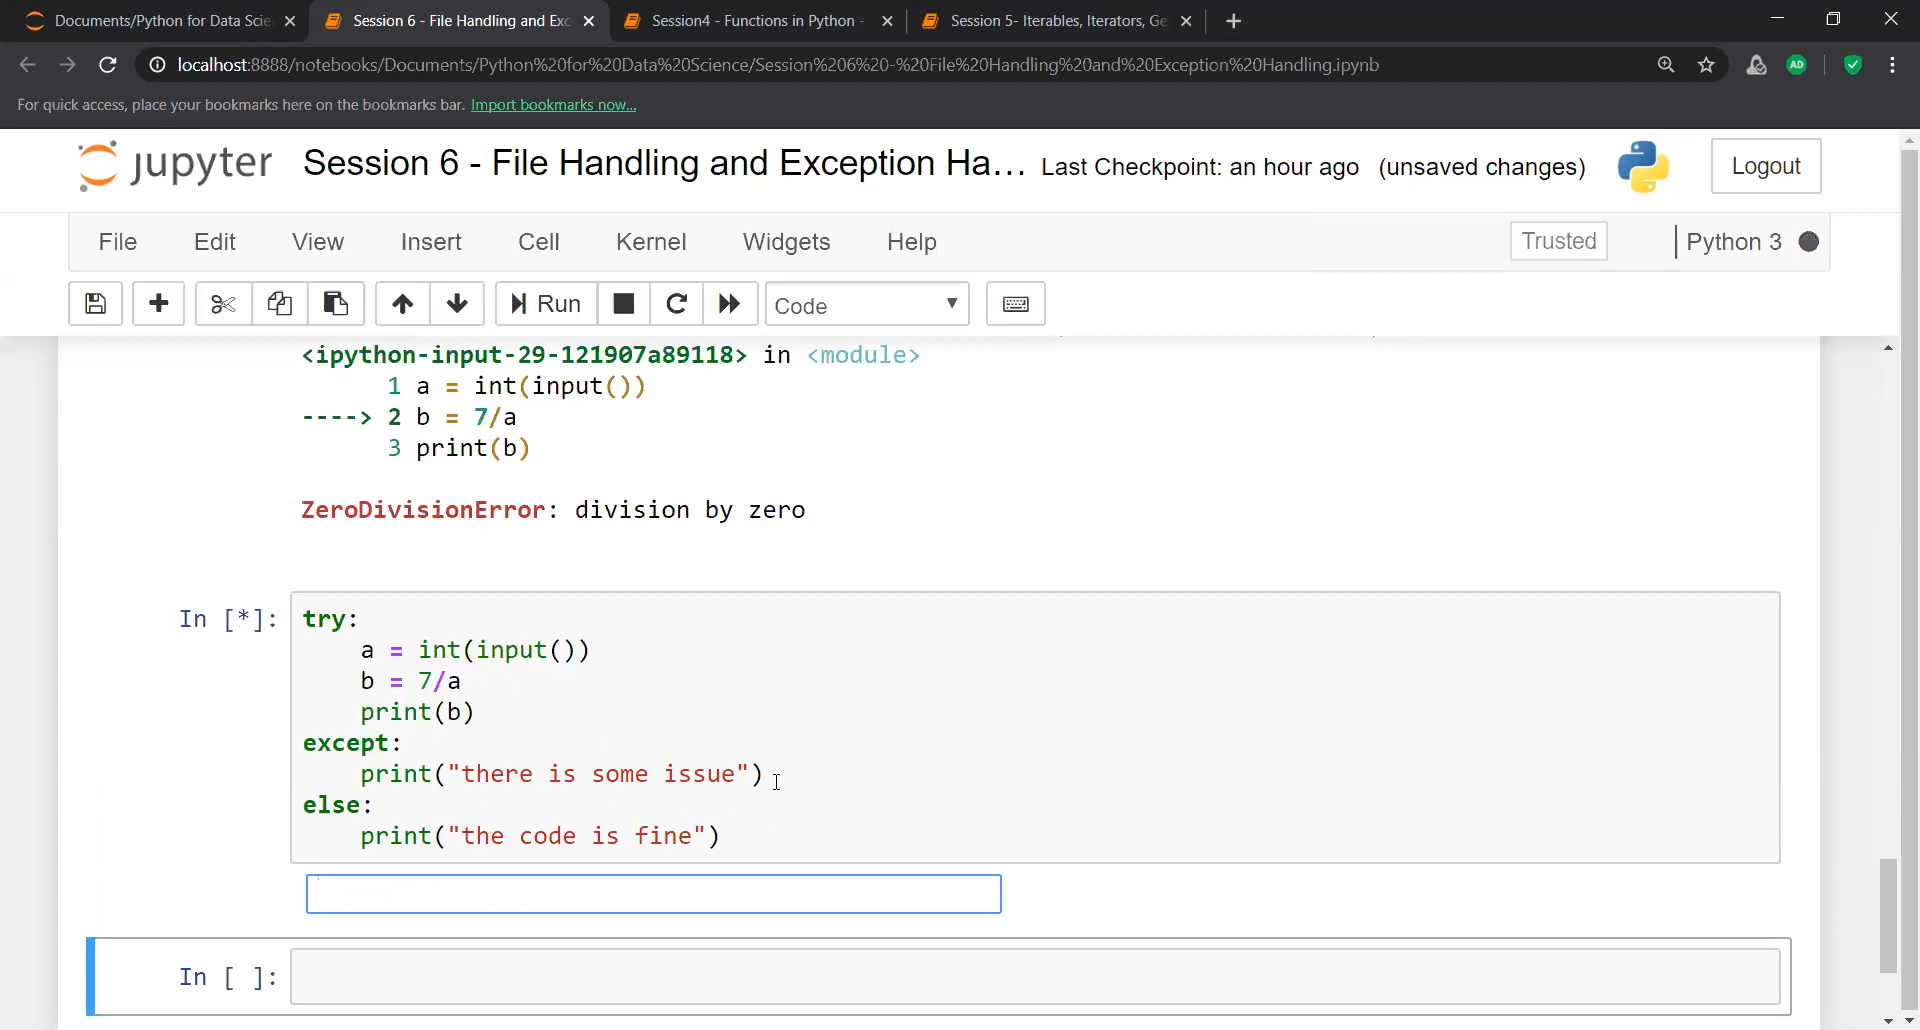 Documents/Python for Data Scie
Session 6 - File Handling and Exc
Session4 - Functions in Python -
Session 5- Iterables, Iterators, Ge
localhost:8888/notebooks/Documents/Python%20for%20Data%20Science/Session%206%20-%20File%20Handling%20and%20Exception%20Handling.ipynb
AD
For quick access, place your bookmarks here on the bookmarks bar. Import bookmarks now...
jupyter Session 6 - File Handling and Exception Ha... Last Checkpoint: an hour ago (unsaved changes) Logout
File Edit View Insert Cell Kernel Widgets Help Trusted Python 3
Run Code
<ipython-input-29-121907a89118> in <module>
1 a = int(input())
----> 2 b = 7/a
3 print(b)
ZeroDivisionError: division by zero
In [*]: try:
a = int(input())
b = 7/a
print(b)
except:
print("there is some issue")
else:
print("the code is fine")
In [ ]: